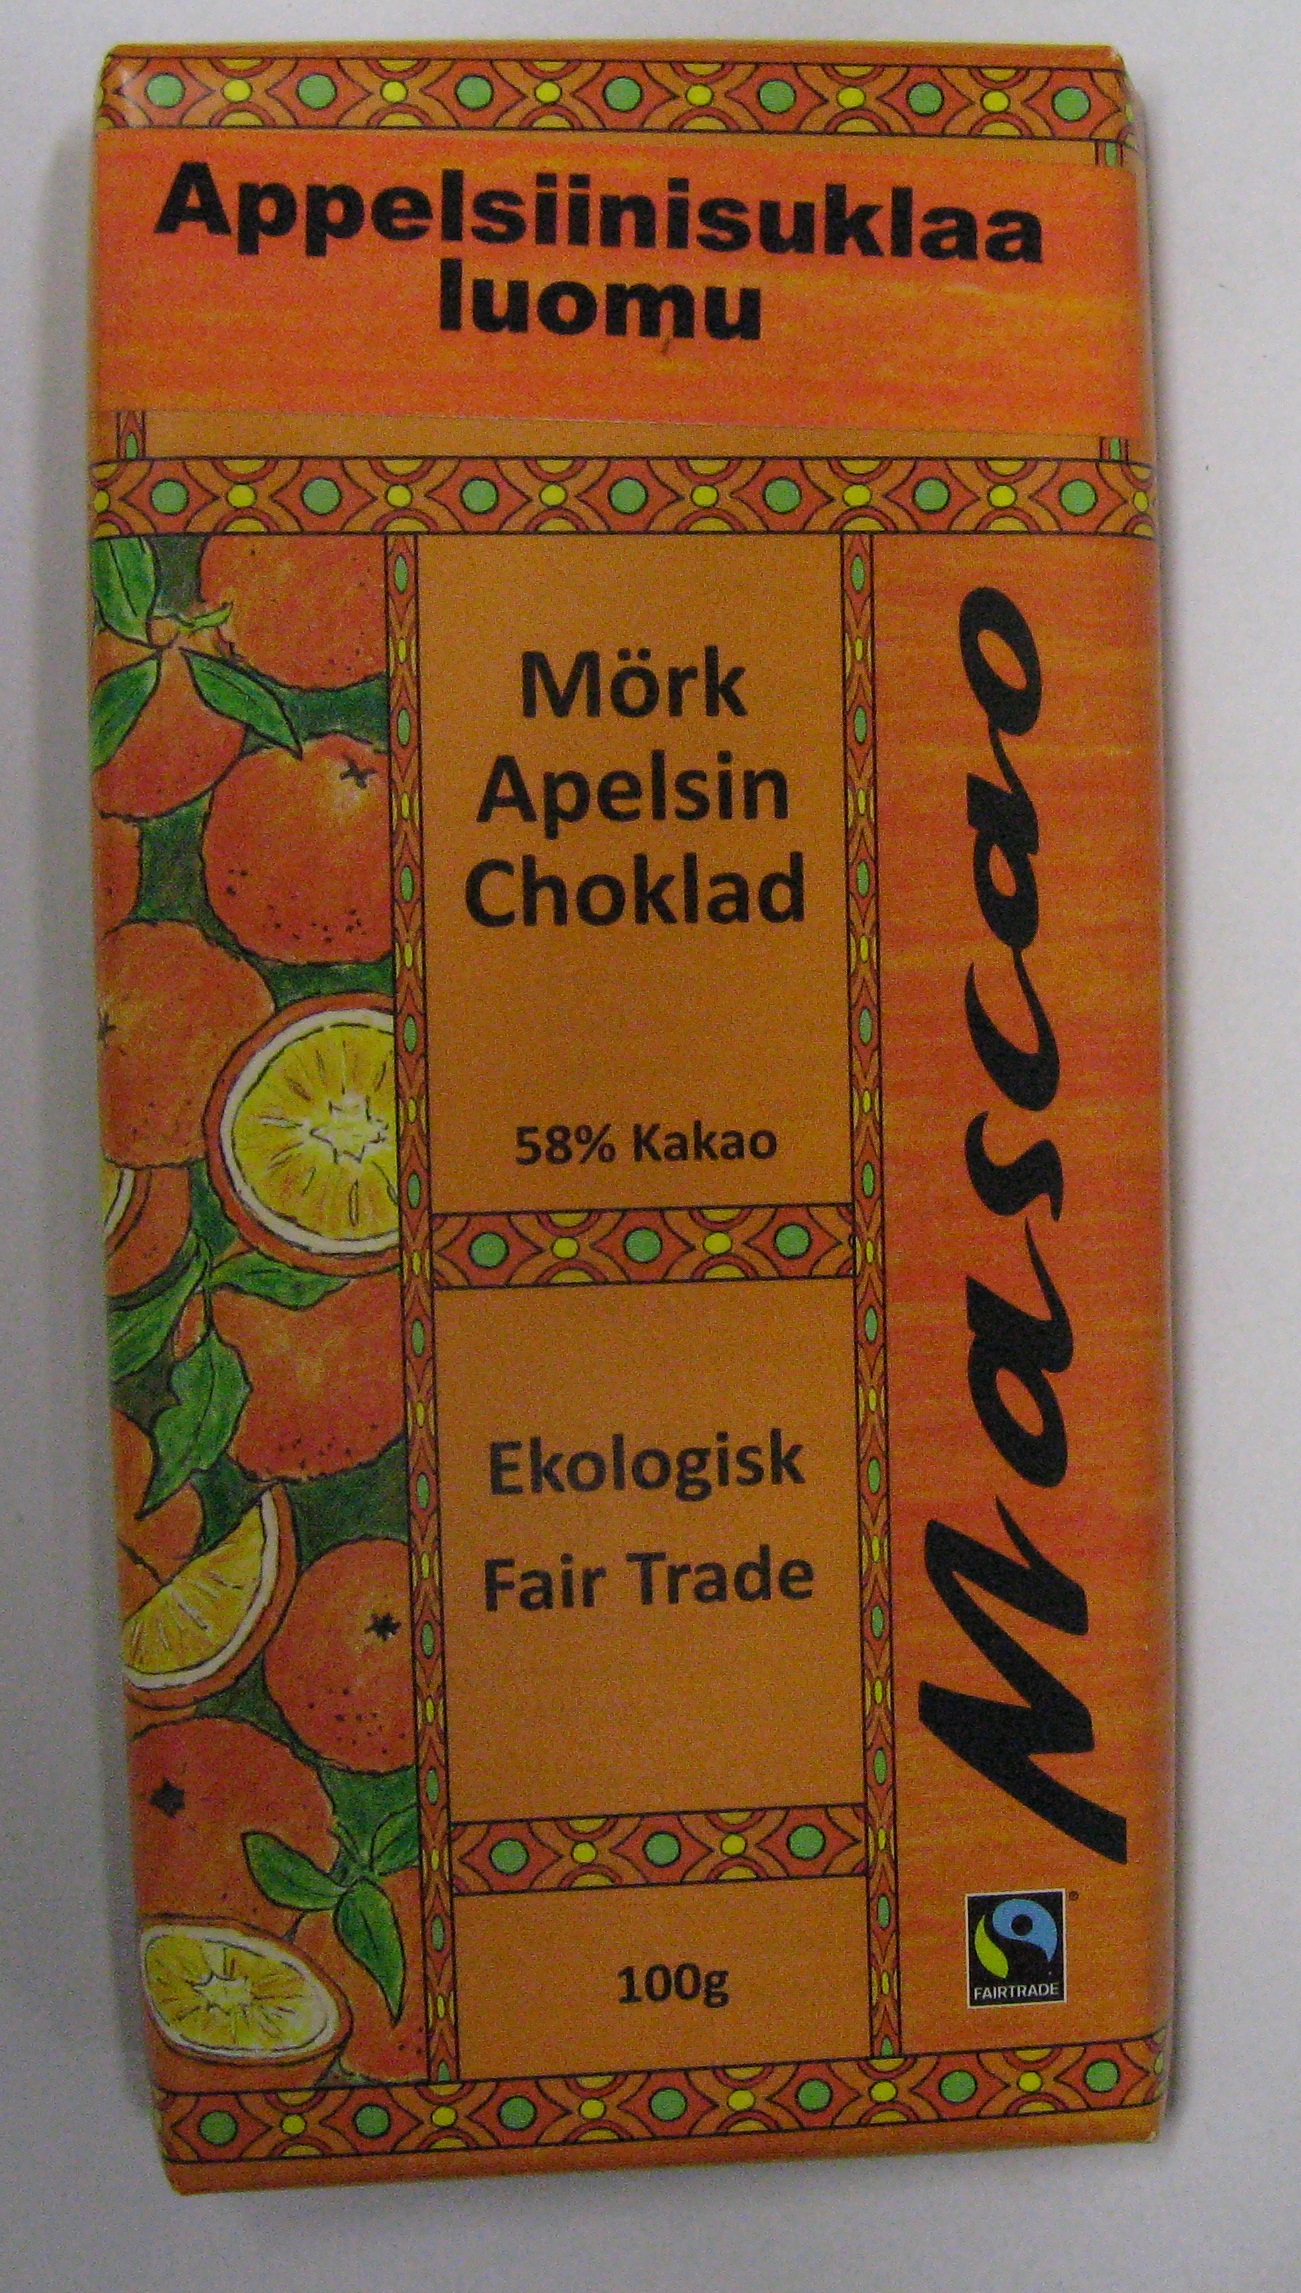 Appelsiinisuklaa
luomu
Mörk
Apelsin
Choklad
58% Kakao
Ekologisk
Fair Trade
100g
Mascao
FAIRTRADE
®